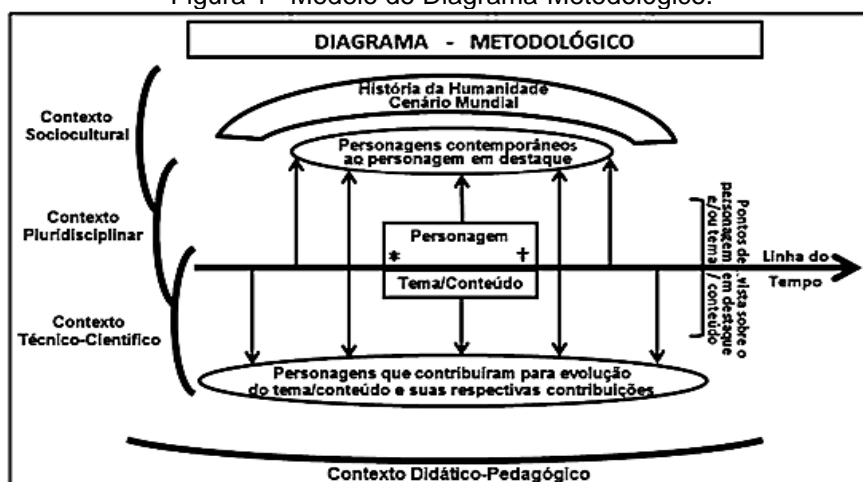 Figura 1 - Modelo do Diagrama-Metodológico.
DIAGRAMA - METODOLÓGICO
Contexto
Sociocultural
História da Humanidade
Cenário Mundial
Personagens contemporâneos
ao personagem em destaque
Contexto
Pluridisciplinar
Personagem
* ✝
Tema/Conteúdo
Pontos de vista sobre o
personagem em destaque
e/ou tema / conteúdo
Linha do
Tempo
Contexto
Técnico-Científico
Personagens que contribuíram para evolução
do tema/conteúdo e suas respectivas contribuições
Contexto Didático-Pedagógico